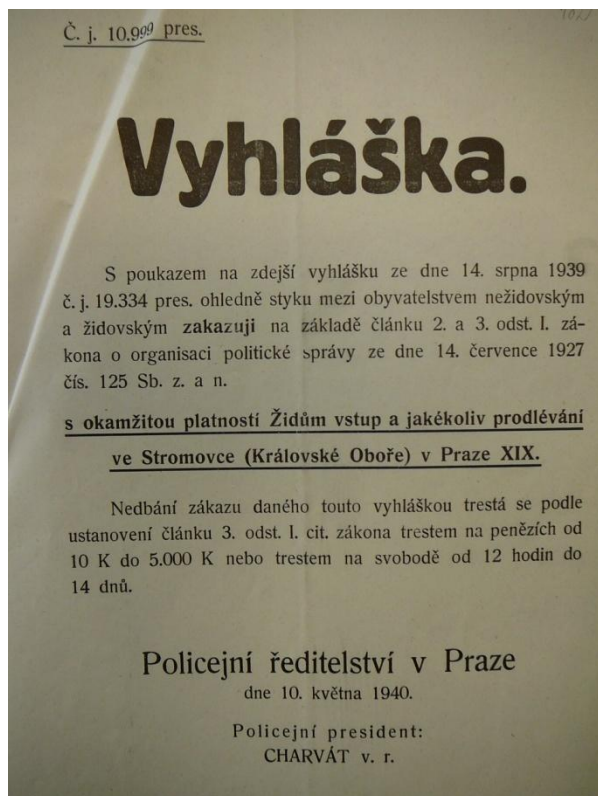 Č. j. 10.999 pres.
Vyhláška.
S poukazem na zdejší vyhlášku ze dne 14. srpna 1939
č. j. 19.334 pres. ohledně styku mezi obyvatelstvem nežidovským
a židovským zakazuji na základě článku 2. a 3. odst. l. zá-
kona o organisaci politické správy ze dne 14. července 1927
čís. 125 Sb. z. a n.
s okamžitou platností Židům vstup a jakékoliv prodlévání
ve Stromovce (Královské Oboře) v Praze XIX.
Nedbání zákazu daného touto vyhláškou trestá se podle
ustanovení článku 3. odst. l. cit. zákona trestem na penězích od
10 K do 5.000 K nebo trestem na svobodě od 12 hodin do
14 dnů.
Policejní ředitelství v Praze
dne 10. května 1940.
Policejní president:
CHARVÁT v. r.